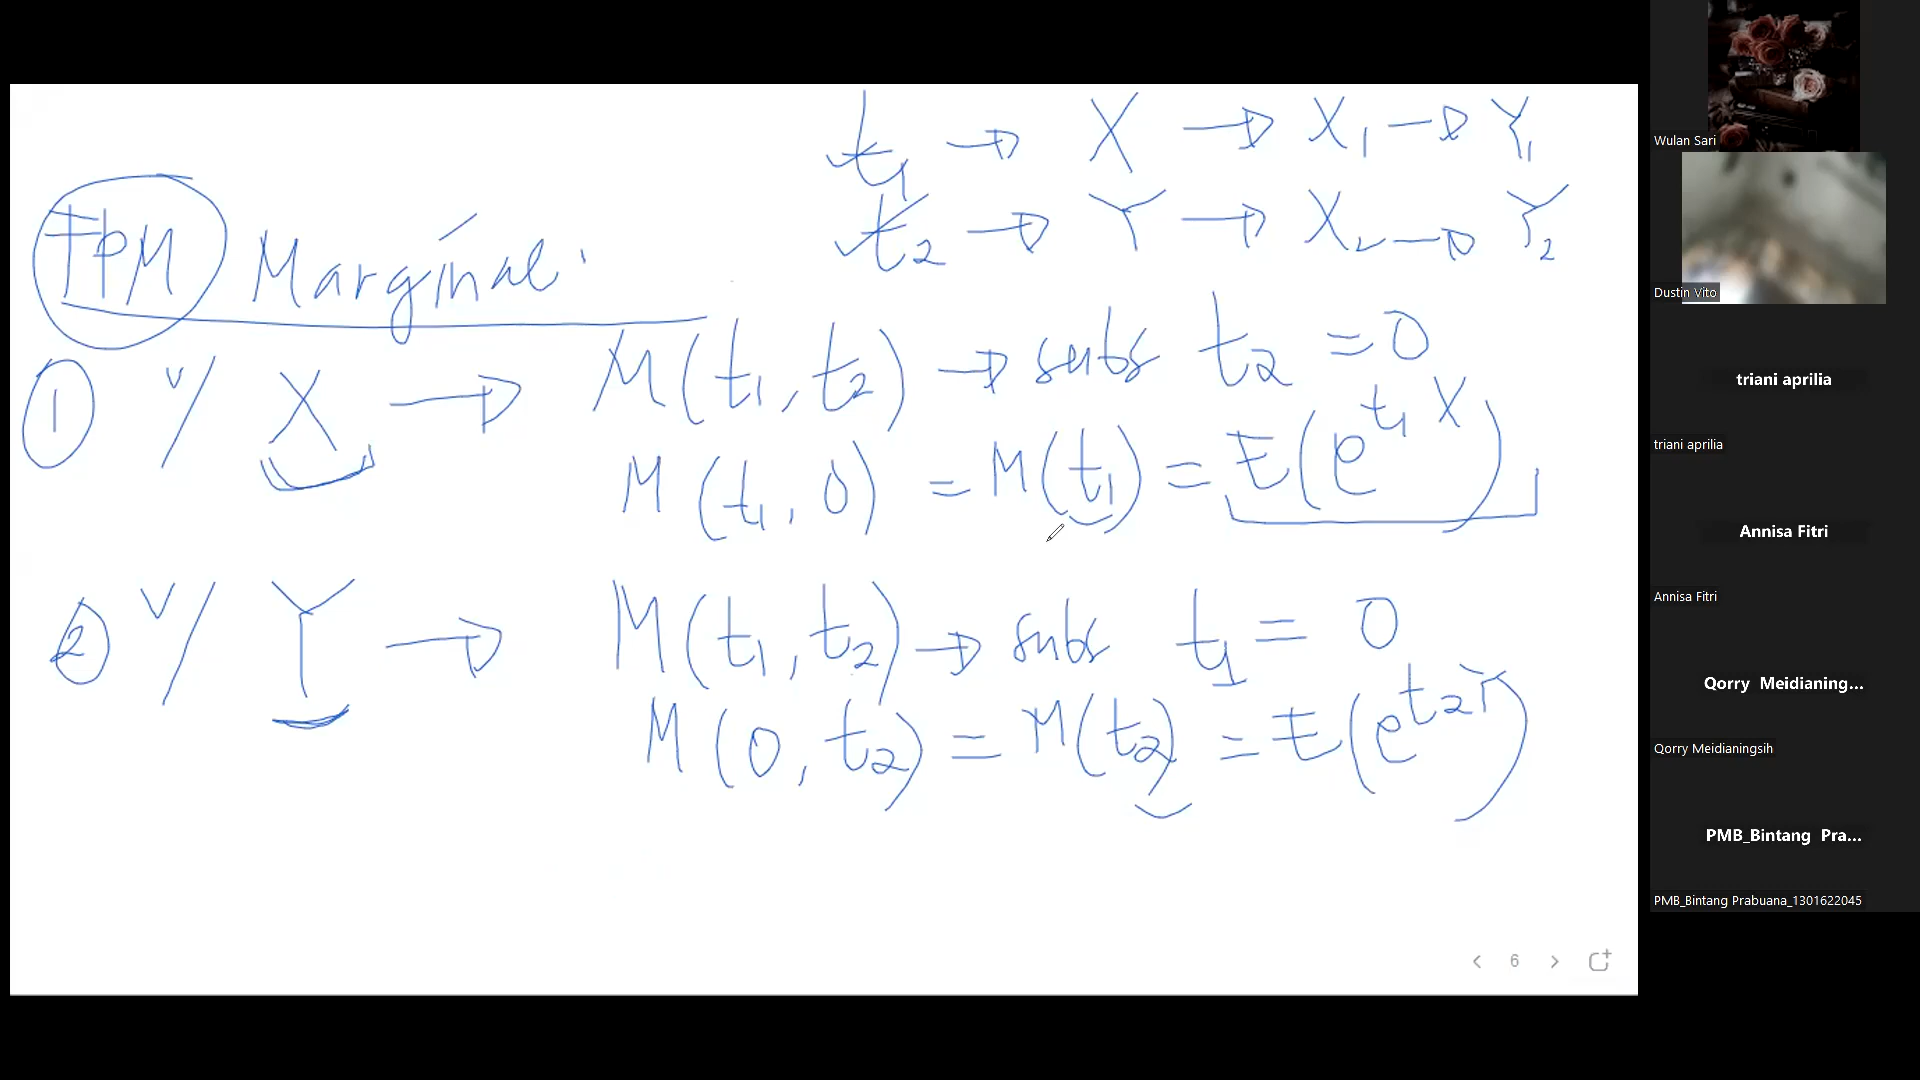 t₁ → X → X₁ → Y₁
t₂ → Y → X₂ → Y₂
FPM Marginal.
① v/ X → M(t₁, t₂) → subs t₂ = 0
M(t₁, 0) = M(t₁) = E(e^{t₁X})
② v/ Y → M(t₁, t₂) → subs t₁ = 0
M(0, t₂) = M(t₂) = E(e^{t₂Y})
6
Wulan Sari
Dustin Vito
triani aprilia
triani aprilia
Annisa Fitri
Annisa Fitri
Qorry Meidianing...
Qorry Meidianingsih
PMB_Bintang Pra...
PMB_Bintang Prabuana_1301622045